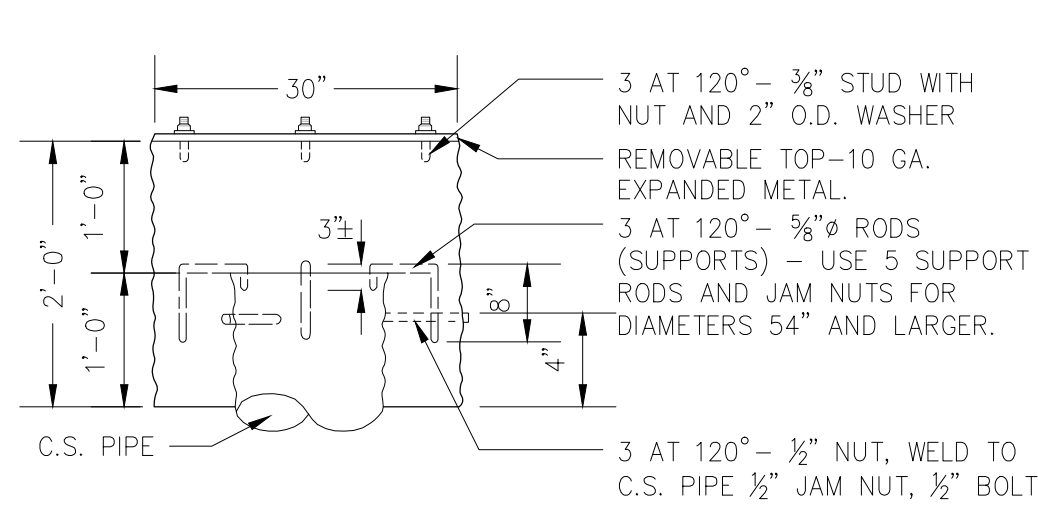 30"
3 AT 120°- 3/8" STUD WITH
NUT AND 2" O.D. WASHER
REMOVABLE TOP-10 GA.
EXPANDED METAL.
3 AT 120°- 5/8"ø RODS
(SUPPORTS) - USE 5 SUPPORT
RODS AND JAM NUTS FOR
DIAMETERS 54" AND LARGER.
2'-0"
1'-0"
1'-0"
3"±
8"
4"
C.S. PIPE
3 AT 120°- 1/2" NUT, WELD TO
C.S. PIPE 1/2" JAM NUT, 1/2" BOLT